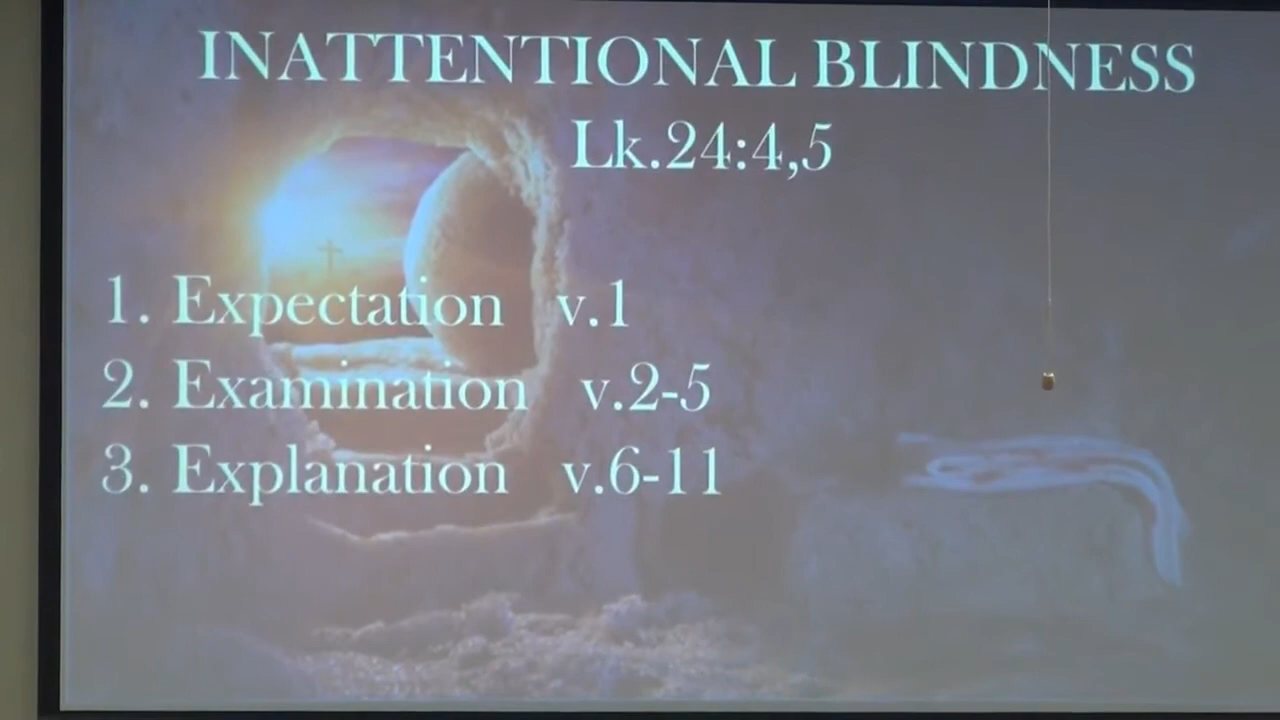 INATTENTIONAL BLINDNESS
Lk.24:4,5
1. Expectation v.1
2. Examination v.2-5
3. Explanation v.6-11